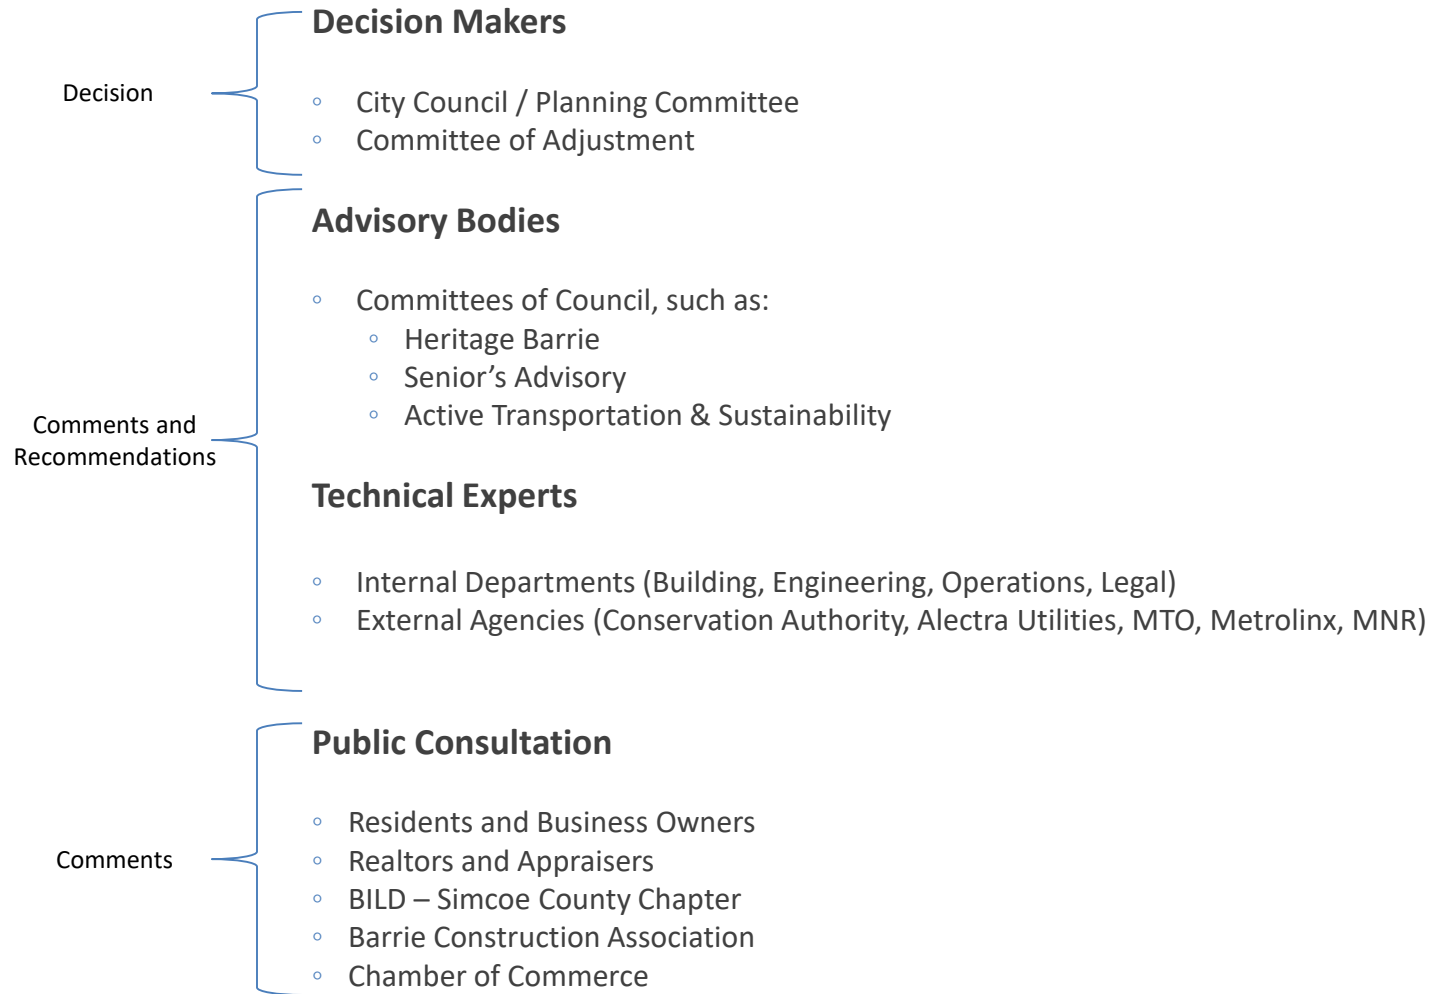 Decision Makers
Decision
◦ City Council / Planning Committee
◦ Committee of Adjustment
Advisory Bodies
◦ Committees of Council, such as:
◦ Heritage Barrie
◦ Senior’s Advisory
◦ Active Transportation & Sustainability
Comments and
Recommendations
Technical Experts
◦ Internal Departments (Building, Engineering, Operations, Legal)
◦ External Agencies (Conservation Authority, Alectra Utilities, MTO, Metrolinx, MNR)
Public Consultation
◦ Residents and Business Owners
Comments
◦ Realtors and Appraisers
◦ BILD – Simcoe County Chapter
◦ Barrie Construction Association
◦ Chamber of Commerce